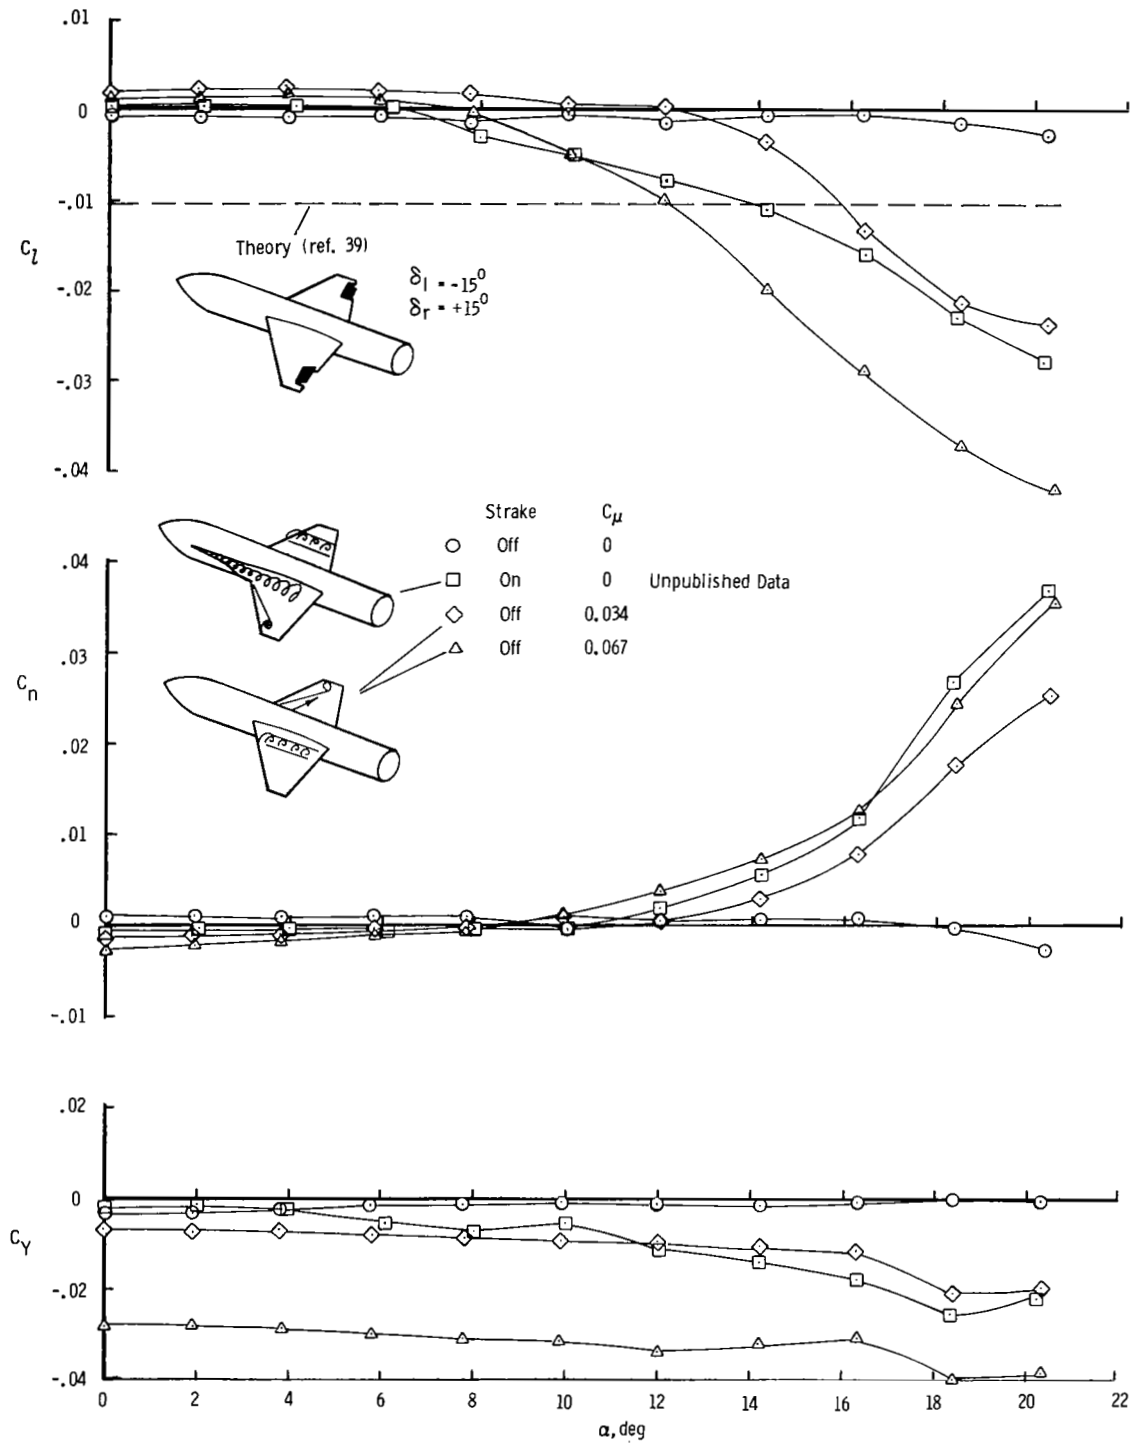 .01
0
-.01
C_l
Theory (ref. 39)
δ_l = -15°
δ_r = +15°
-.02
-.03
-.04
Strake C_μ
Off 0
On 0 Unpublished Data
Off 0.034
Off 0.067
.04
.03
C_n
.02
.01
0
-.01
.02
0
C_Y
-.02
-.04
0 2 4 6 8 10 12 14 16 18 20 22
α, deg